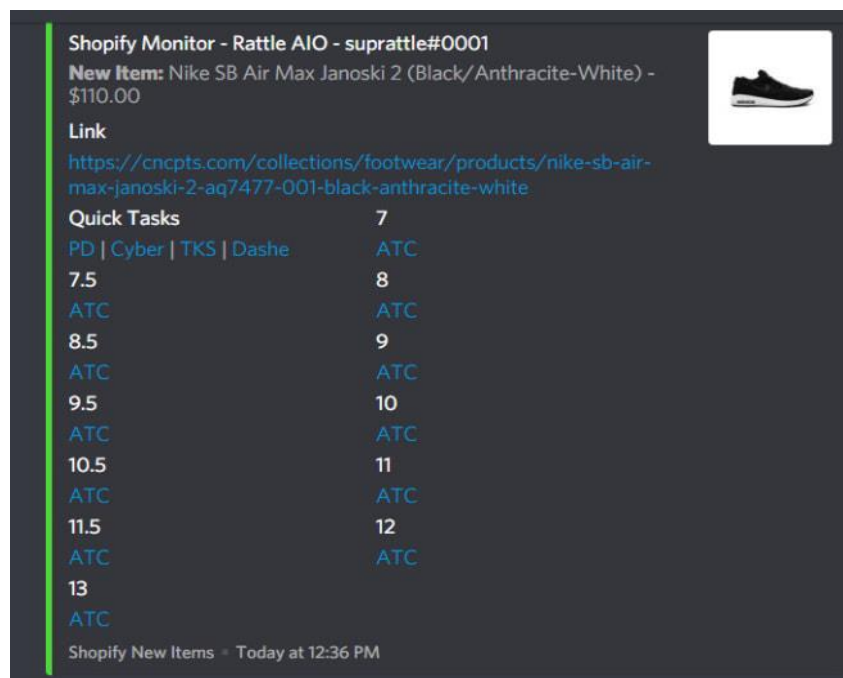 Shopify Monitor - Rattle AIO - suprattle#0001
New Item: Nike SB Air Max Janoski 2 (Black/Anthracite-White) -
$110.00
Link
https://cncpts.com/collections/footwear/products/nike-sb-air-
max-janoski-2-aq7477-001-black-anthracite-white
Quick Tasks 7
PD | Cyber | TKS | Dashe ATC
7.5 8
ATC ATC
8.5 9
ATC ATC
9.5 10
ATC ATC
10.5 11
ATC ATC
11.5 12
ATC ATC
13
ATC
Shopify New Items • Today at 12:36 PM